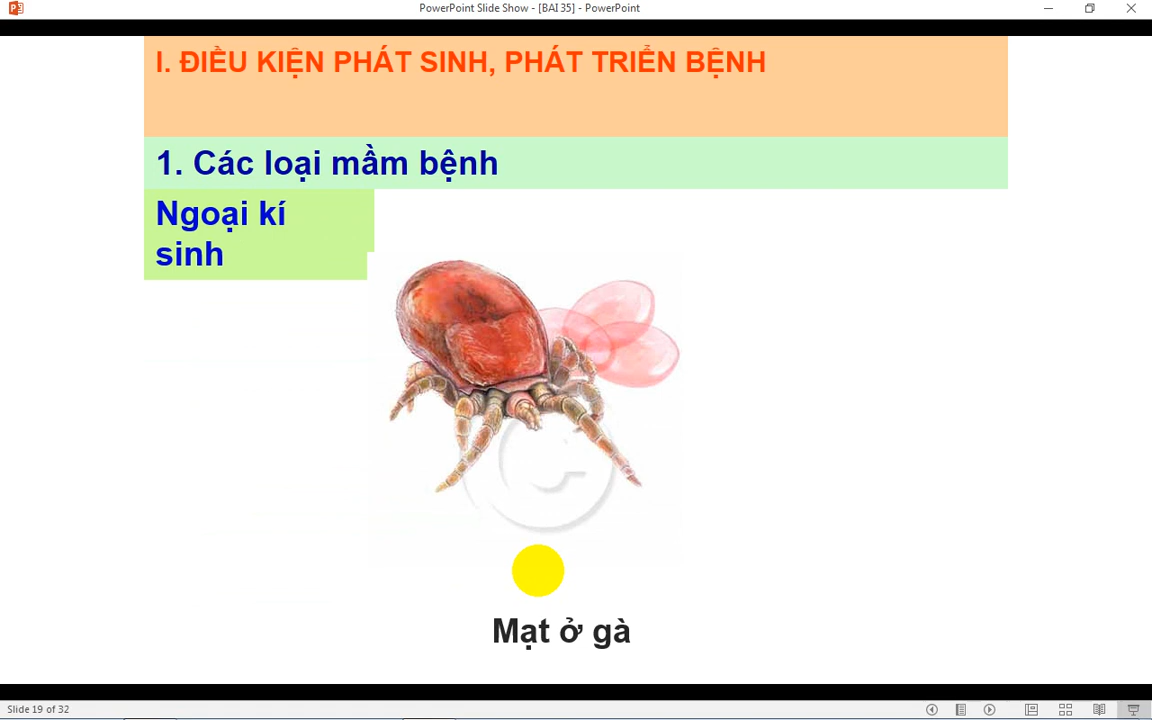 PowerPoint Slide Show - [BAI 35] - PowerPoint
I. ĐIỀU KIỆN PHÁT SINH, PHÁT TRIỂN BỆNH
1. Các loại mầm bệnh
Ngoại kí
sinh
Mạt ở gà
Slide 19 of 32